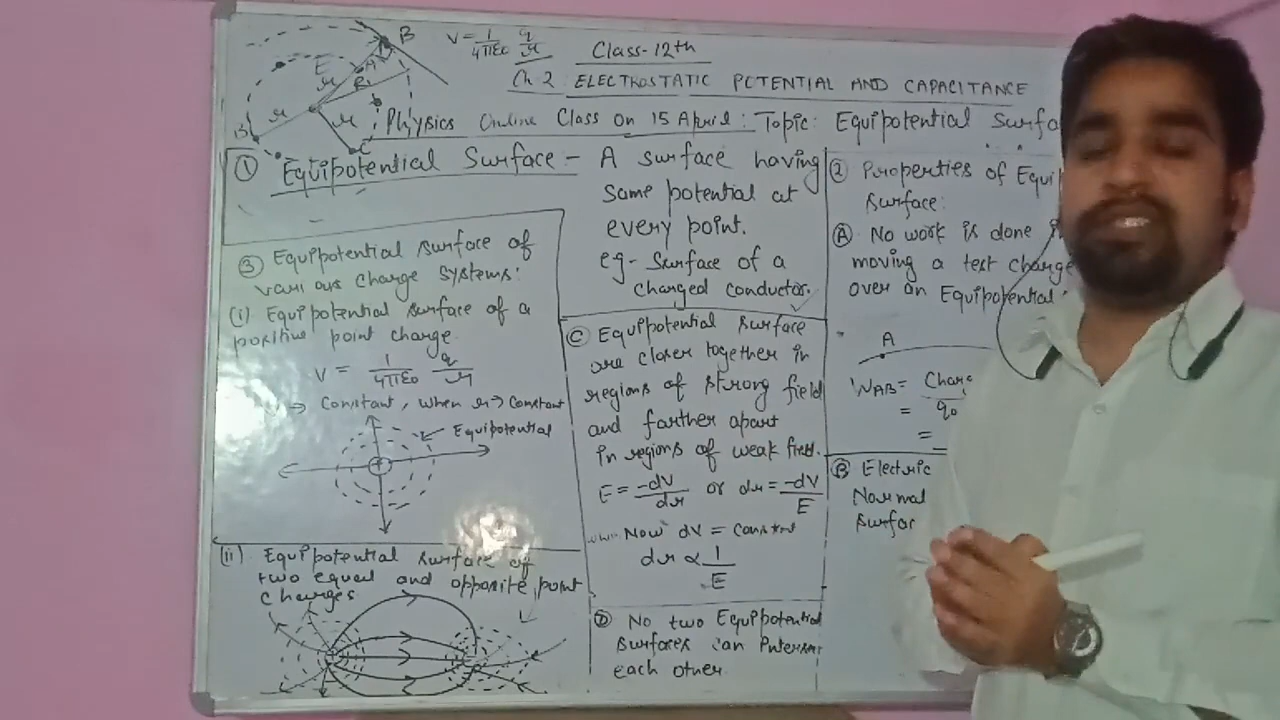 V = 1/4πε0 q/r
Class-12th
Ch 2 ELECTROSTATIC POTENTIAL AND CAPACITANCE
Physics Online Class on 15 April: Topic: Equipotential Surfa
B
A
E
R
r
r
r
B
C
① Equipotential Surface - A surface having
same potential at
every point.
eg- Surface of a
charged conductor.
② Properties of Equi
surface:
Ⓐ No work is done i
moving a test charge
over an Equipotential
A
WAB = Charg
q0
=
=
Ⓑ Electric
Normal
Surfac
③ Equipotential surface of
various charge systems:
(i) Equipotential surface of a
positive point charge
V = 1/4πε0 q/r
→ Constant, when r → constant
Equipotential
+
(ii) Equipotential surface of
two equal and opposite point
charges
Ⓒ Equipotential surface
are closer together in
regions of strong field
and farther apart
in regions of weak field.
E = -dV/dr or dr = -dV/E
Now dV = constant
dr ∝ 1/E
Ⓓ No two Equipotential
surfaces can Intersect
each other